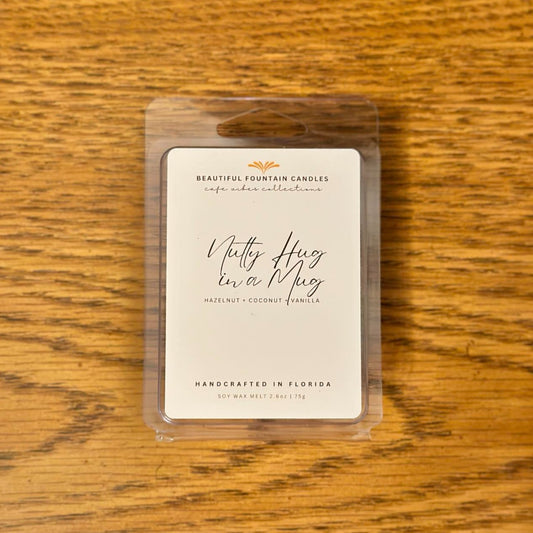 BEAUTIFUL FOUNTAIN CANDLES
cafe vibes collections
Nutty Hug
in a Mug
HAZELNUT + COCONUT + VANILLA
HANDCRAFTED IN FLORIDA
SOY WAX MELT 2.6oz | 75g